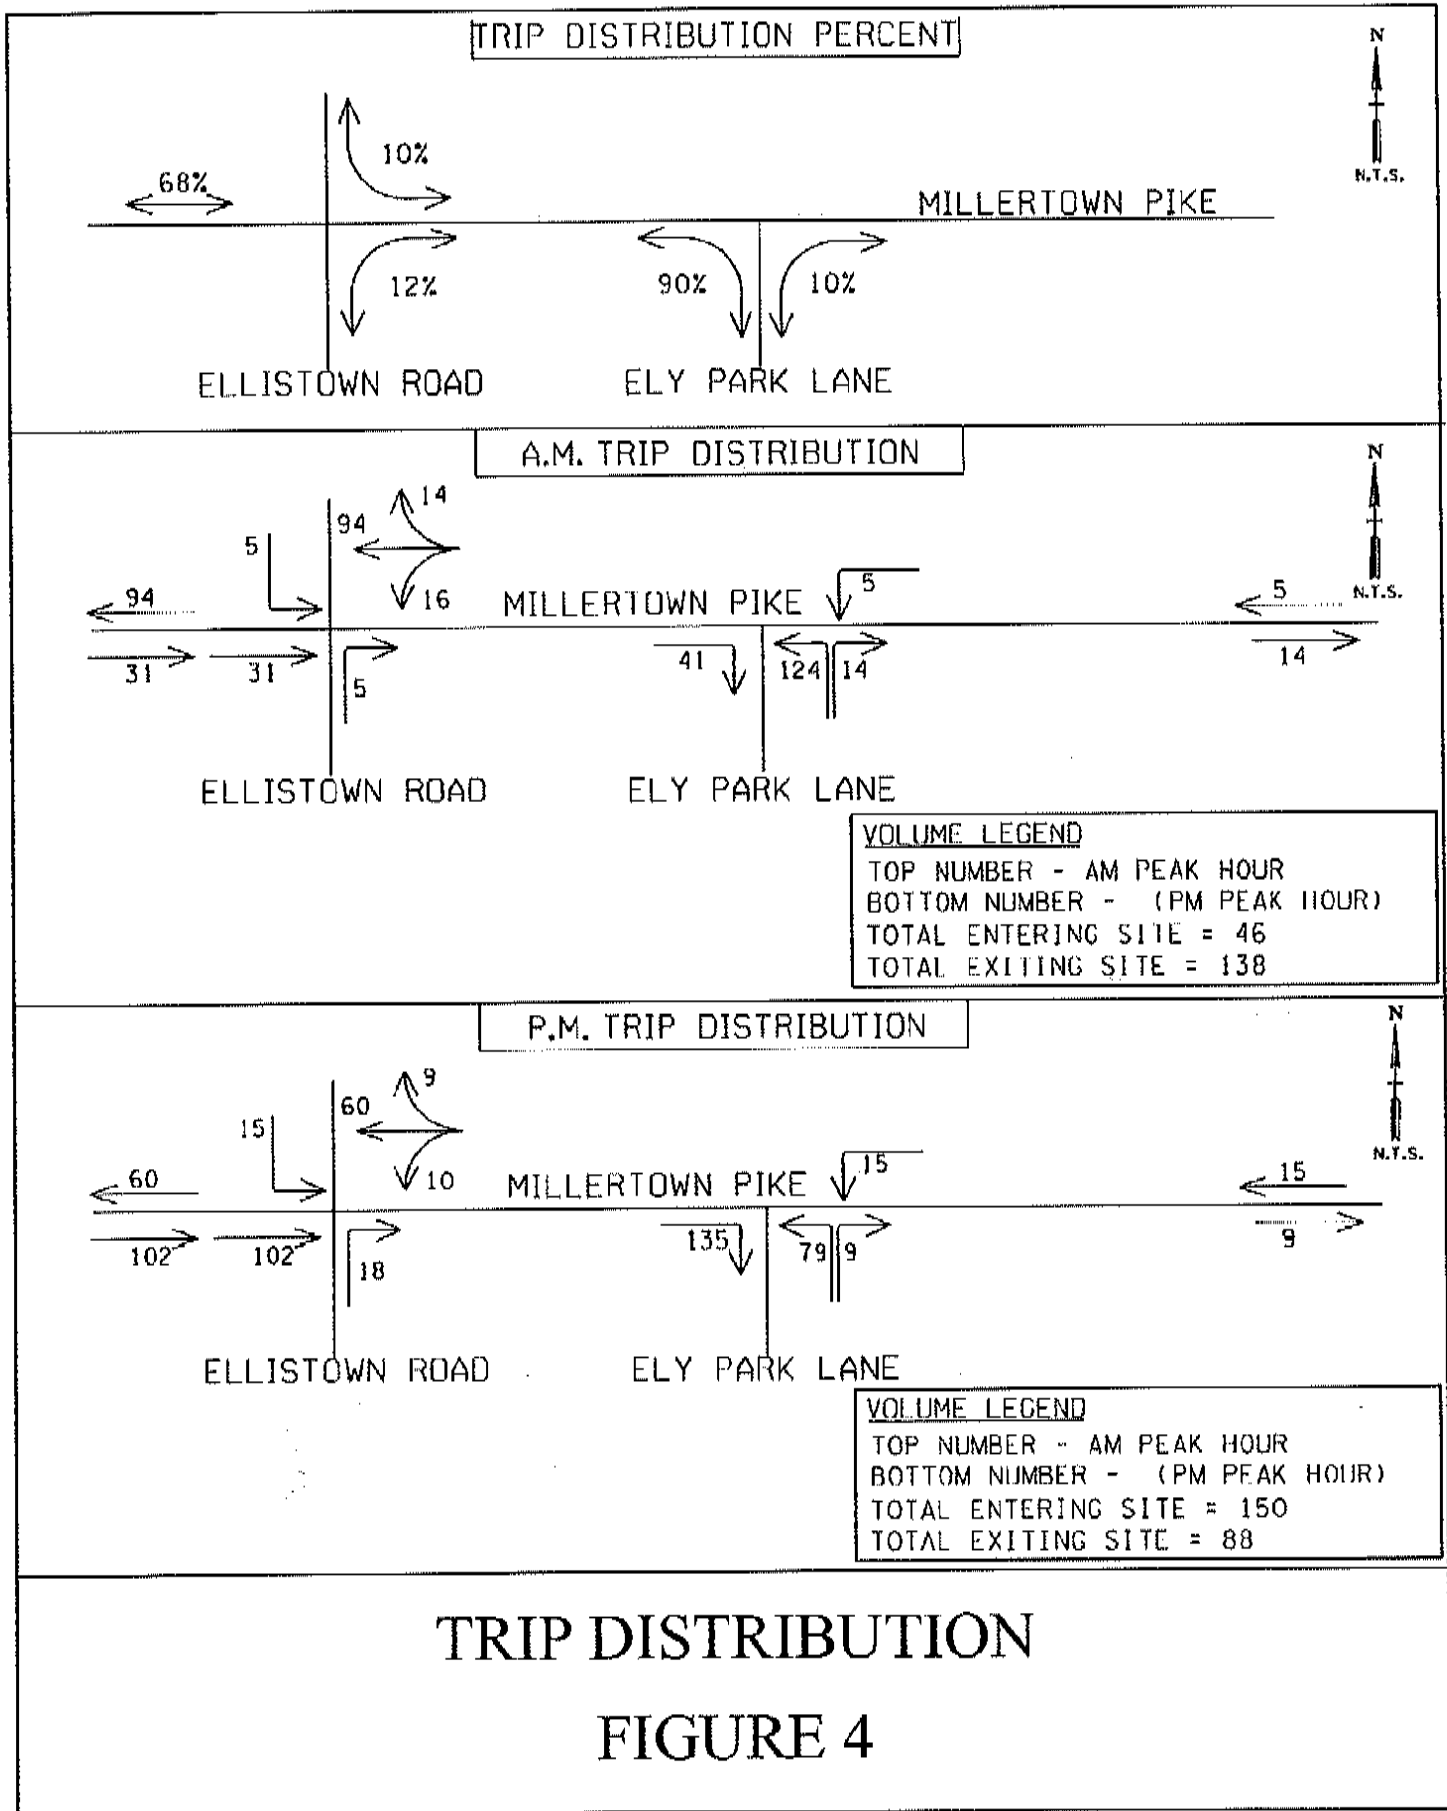 TRIP DISTRIBUTION PERCENT
N
N.T.S.
10%
68%
MILLERTOWN PIKE
12%
90%
10%
ELLISTOWN ROAD
ELY PARK LANE
A.M. TRIP DISTRIBUTION
N
N.T.S.
14
94
5
16
94
MILLERTOWN PIKE
5
5
31
31
5
41
124
14
14
ELLISTOWN ROAD
ELY PARK LANE
VOLUME LEGEND
TOP NUMBER - AM PEAK HOUR
BOTTOM NUMBER - (PM PEAK HOUR)
TOTAL ENTERING SITE = 46
TOTAL EXITING SITE = 138
P.M. TRIP DISTRIBUTION
N
N.T.S.
9
60
15
10
60
MILLERTOWN PIKE
15
15
102
102
18
135
79
9
9
ELLISTOWN ROAD
ELY PARK LANE
VOLUME LEGEND
TOP NUMBER - AM PEAK HOUR
BOTTOM NUMBER - (PM PEAK HOUR)
TOTAL ENTERING SITE = 150
TOTAL EXITING SITE = 88
TRIP DISTRIBUTION
FIGURE 4